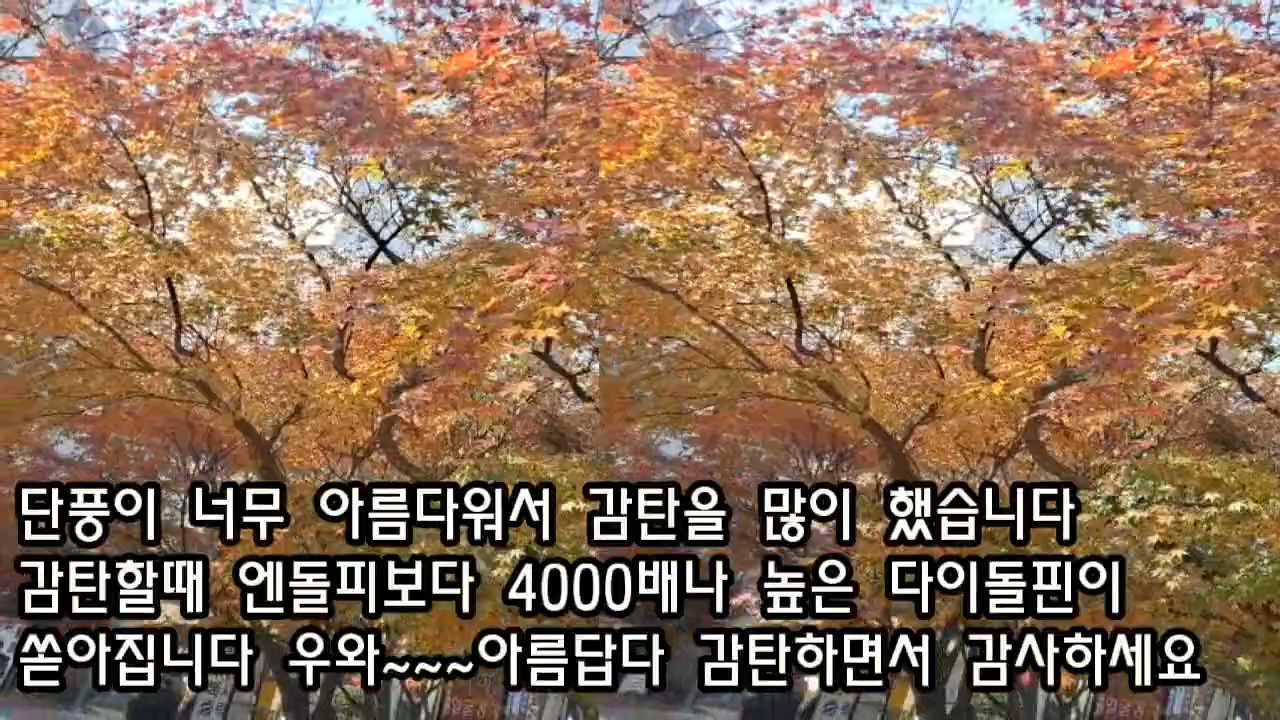 단풍이 너무 아름다워서 감탄을 많이 했습니다
감탄할때 엔돌피보다 4000배나 높은 다이돌핀이
쏟아집니다 우와~~~아름답다 감탄하면서 감사하세요